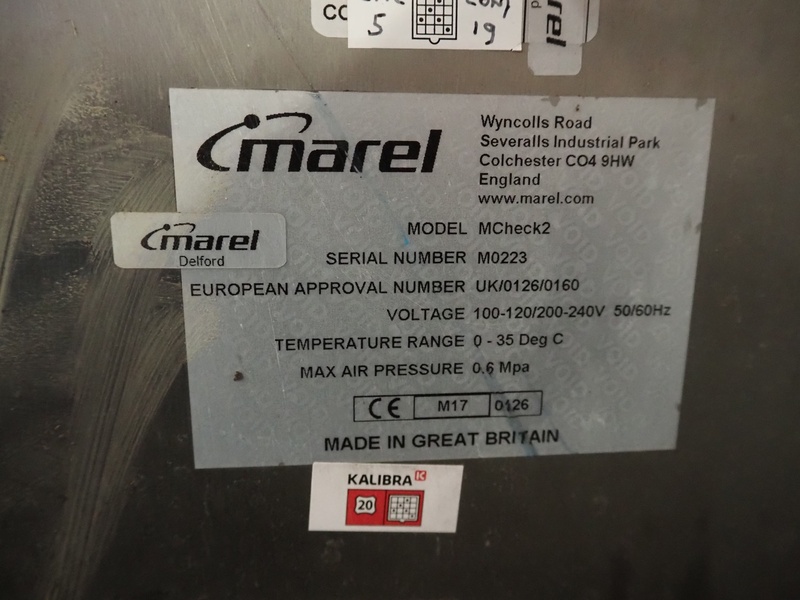 CO
5
19
rel
marel
Wyncolls Road
Severalls Industrial Park
Colchester CO4 9HW
England
www.marel.com
MODEL MCheck2
marel
Delford
SERIAL NUMBER M0223
EUROPEAN APPROVAL NUMBER UK/0126/0160
VOLTAGE 100-120/200-240V 50/60Hz
TEMPERATURE RANGE 0 - 35 Deg C
MAX AIR PRESSURE 0.6 Mpa
CE M17 0126
MADE IN GREAT BRITAIN
KALIBRA K
20